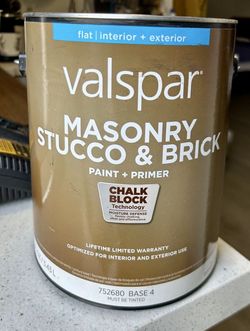 flat | interior + exterior
valspar®
MASONRY
STUCCO & BRICK
PAINT + PRIMER
CHALK
BLOCK
Technology
MOISTURE DEFENSE
LIFETIME LIMITED WARRANTY
OPTIMIZED FOR INTERIOR AND EXTERIOR USE
752680 BASE 4
MUST BE TINTED